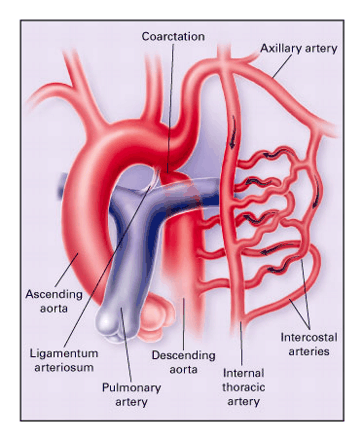 Coarctation
Axillary artery
Ascending
aorta
Intercostal
arteries
Ligamentum
arteriosum
Descending
aorta
Internal
thoracic
artery
Pulmonary
artery